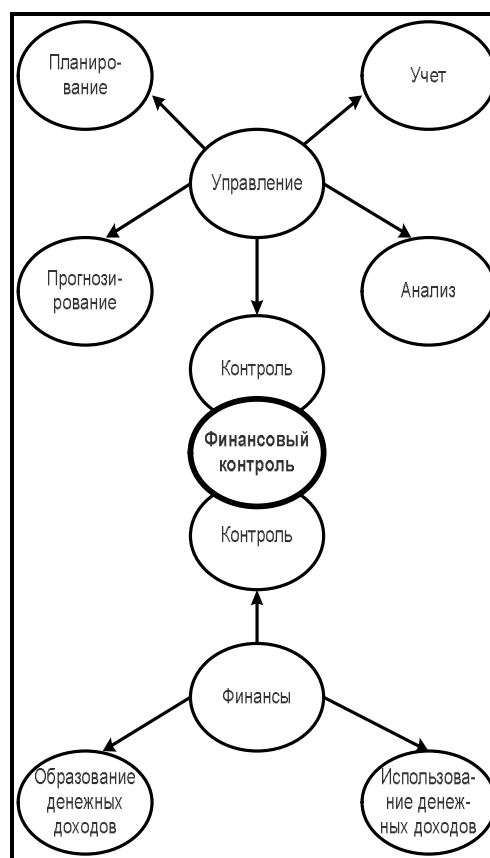 Планиро-
вание
Учет
Управление
Прогнози-
рование
Анализ
Контроль
Финансовый
контроль
Контроль
Финансы
Образование
денежных
доходов
Использова-
ние денеж-
ных доходов